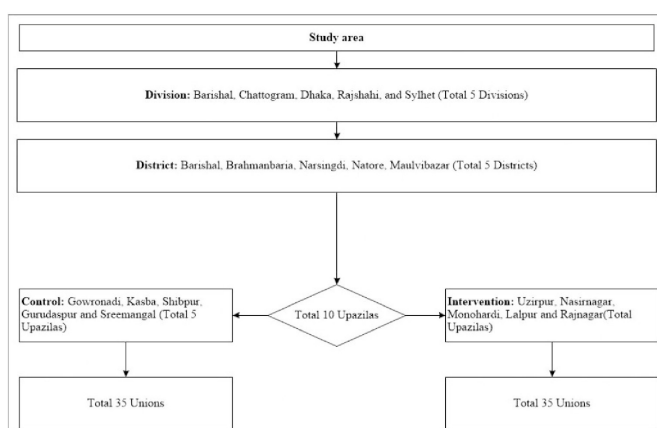 Study area
Division: Barishal, Chattogram, Dhaka, Rajshahi, and Sylhet (Total 5 Divisions)
District: Barishal, Brahmanbaria, Narsingdi, Natore, Maulvibazar (Total 5 Districts)
Control: Gowronadi, Kasba, Shibpur,
Gurudaspur and Sreemangal (Total 5
Upazilas)
Total 10 Upazilas
Intervention: Uzirpur, Nasirnagar,
Monohardi, Lalpur and Rajnagar(Total
Upazilas)
Total 35 Unions
Total 35 Unions